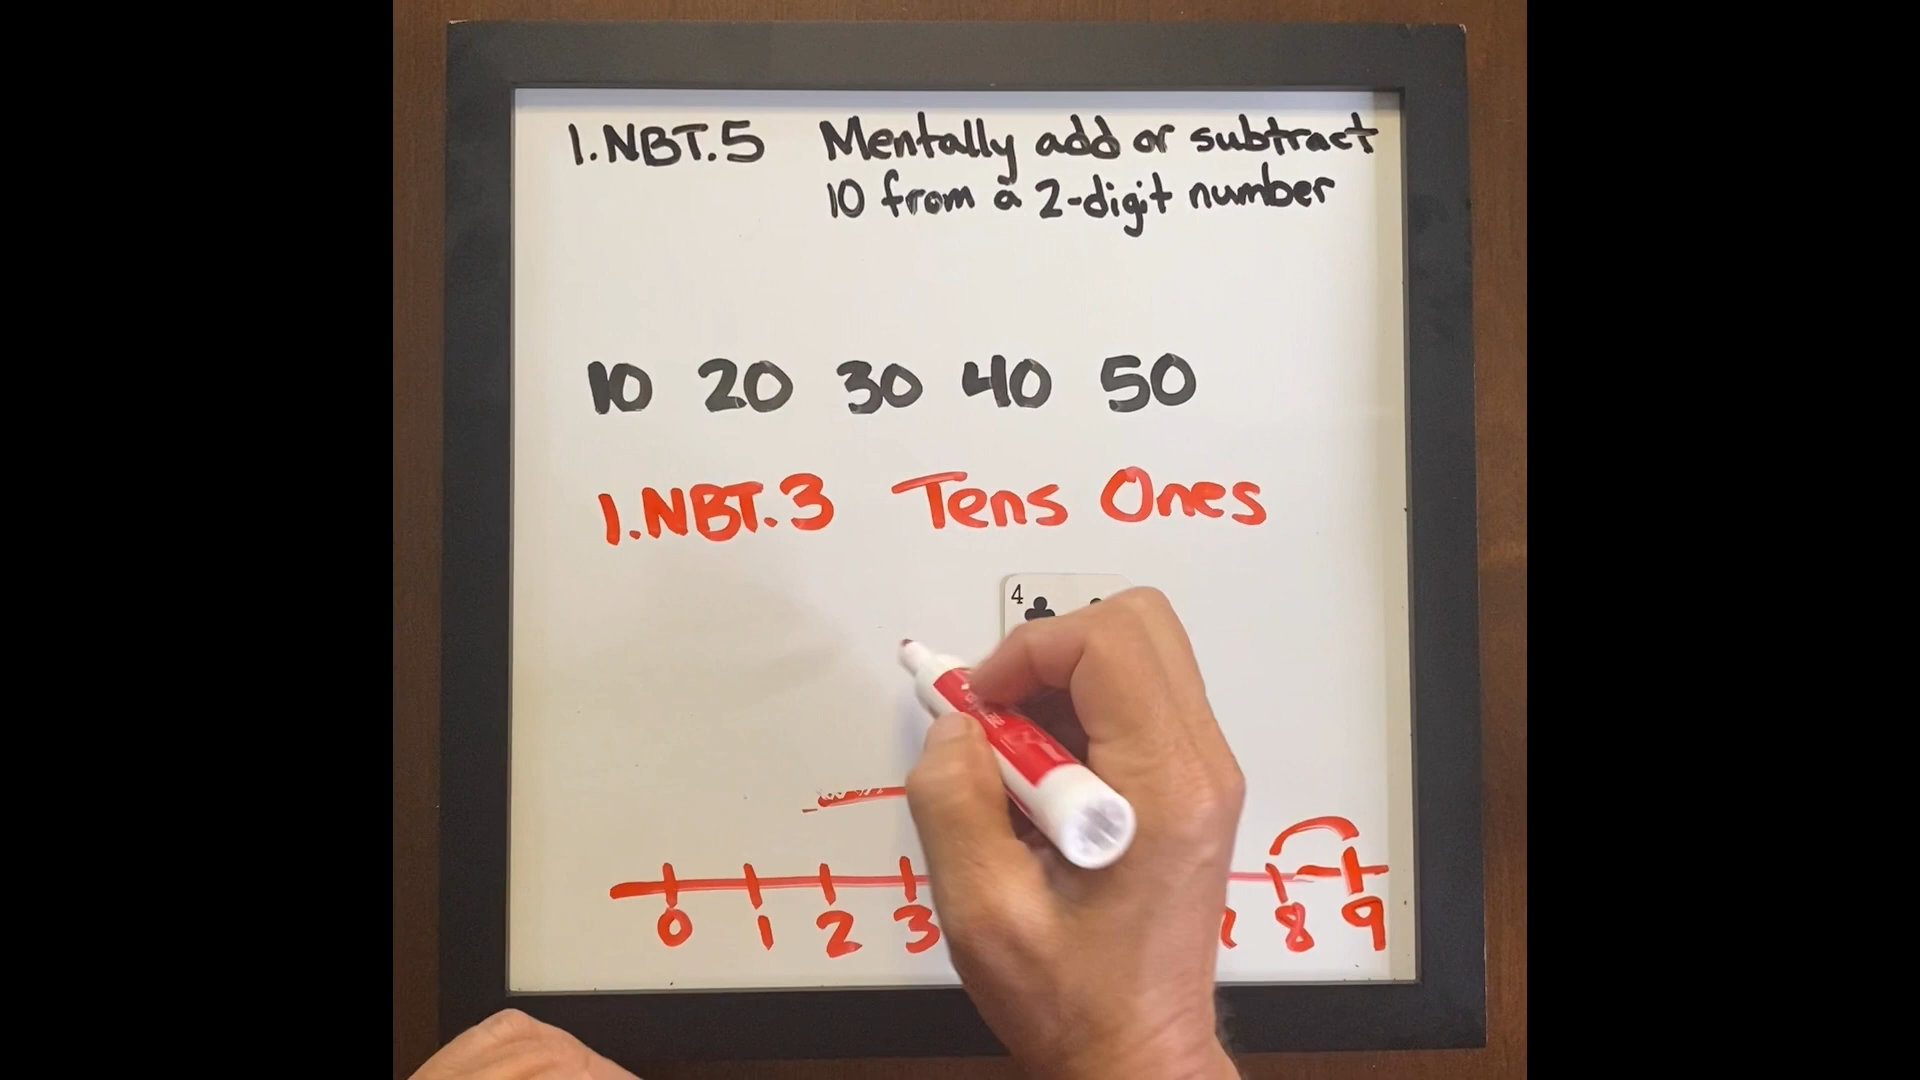 1.NBT.5 Mentally add or subtract
10 from a 2-digit number
10 20 30 40 50
1.NBT.3 Tens Ones
4
0 1 2 3 8 9